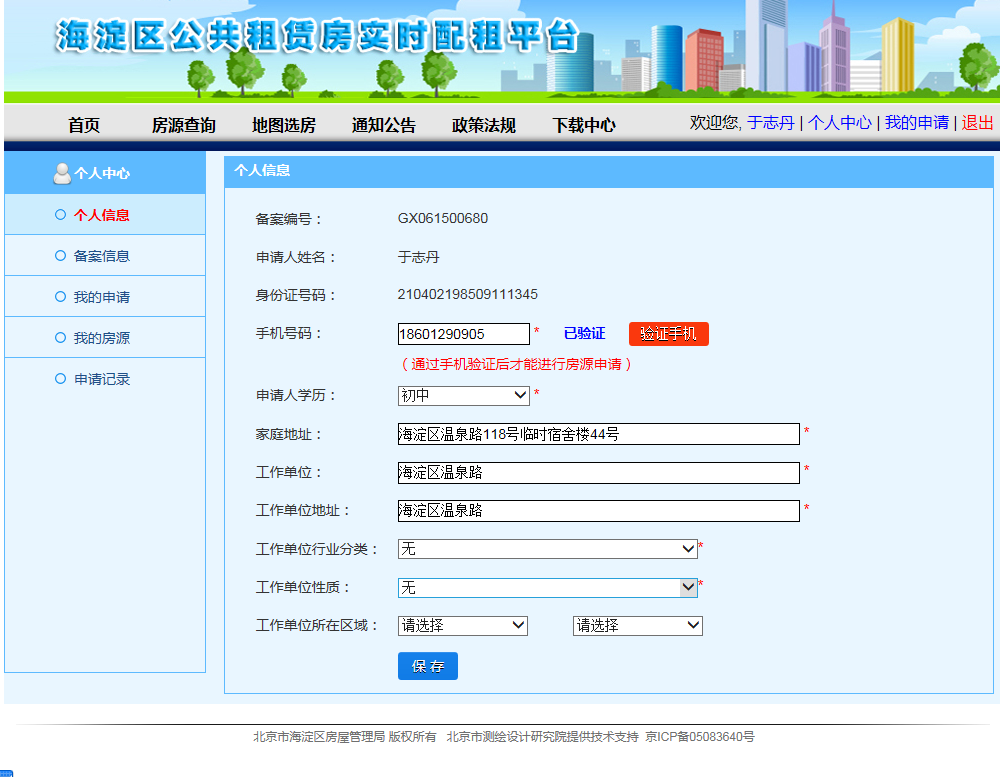 海淀区公共租赁房实时配租平台
首页 房源查询 地图选房 通知公告 政策法规 下载中心 欢迎您, 于志丹 | 个人中心 | 我的申请 | 退出
个人中心
个人信息
备案信息
我的申请
我的房源
申请记录
个人信息
备案编号： GX061500680
申请人姓名： 于志丹
身份证号码： 210402198509111345
手机号码： 18601290905 * 已验证 验证手机
（通过手机验证后才能进行房源申请）
申请人学历： 初中 *
家庭地址： 海淀区温泉路118号临时宿舍楼44号 *
工作单位： 海淀区温泉路 *
工作单位地址： 海淀区温泉路 *
工作单位行业分类： 无 *
工作单位性质： 无 *
工作单位所在区域： 请选择 请选择
保 存
北京市海淀区房屋管理局 版权所有 北京市测绘设计研究院提供技术支持 京ICP备05083640号